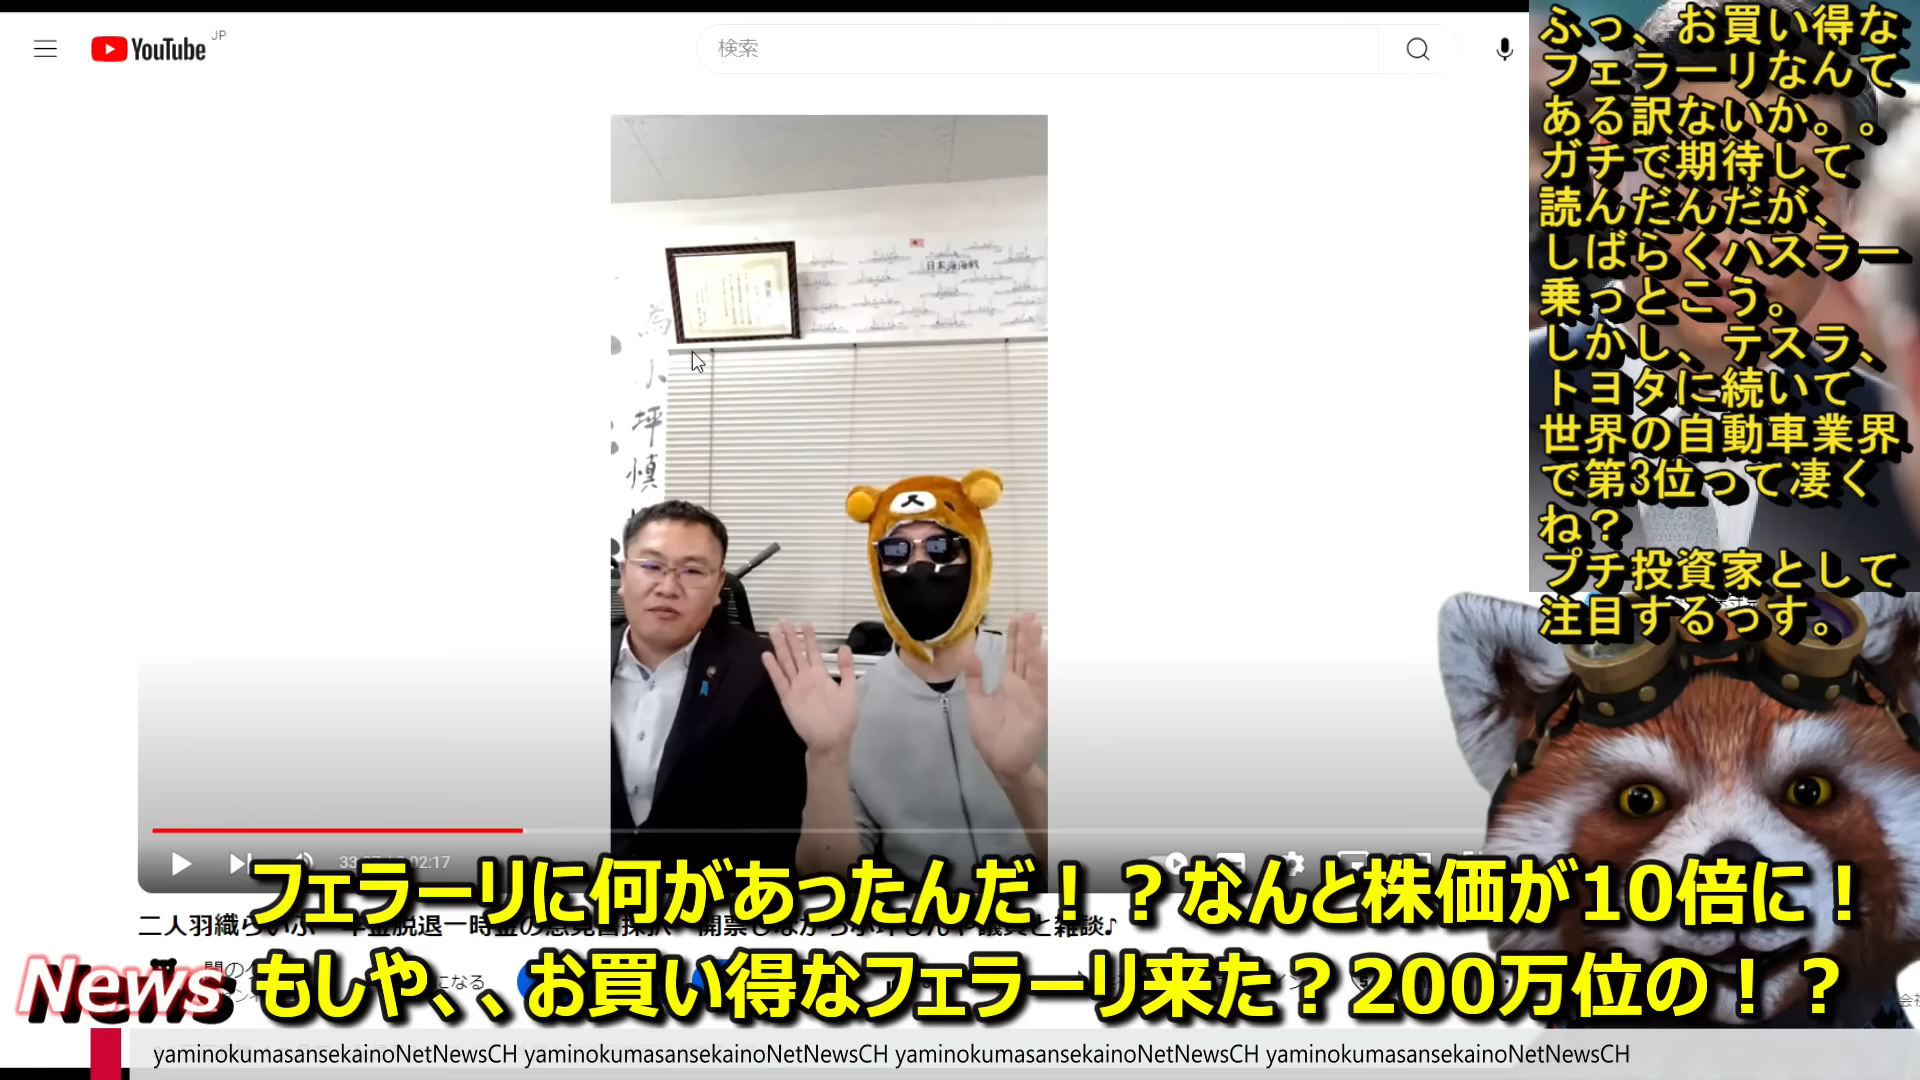 YouTube JP
検索
ふっ、お買い得な
フェラーリなんて
ある訳ないか。。
ガチで期待して
読んだんだが、
しばらくハスラー
乗っとこう。
しかし、テスラ、
トヨタに続いて
世界の自動車業界
で第3位って凄く
ね？
プチ投資家として
注目するっす。
日本海海戦
為
小
坪
慎
フェラーリに何があったんだ！？なんと株価が10倍に！
もしや、、お買い得なフェラーリ来た？200万位の！？
News
yaminokumasansekainoNetNewsCH yaminokumasansekainoNetNewsCH yaminokumasansekainoNetNewsCH yaminokumasansekainoNetNewsCH